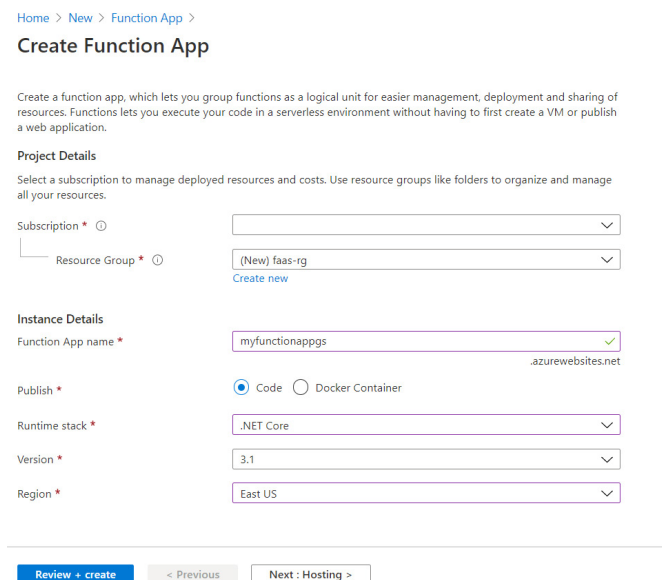 Home > New > Function App >
Create Function App
Create a function app, which lets you group functions as a logical unit for easier management, deployment and sharing of
resources. Functions lets you execute your code in a serverless environment without having to first create a VM or publish
a web application.
Project Details
Select a subscription to manage deployed resources and costs. Use resource groups like folders to organize and manage
all your resources.
Subscription *
Resource Group *
(New) faas-rg
Create new
Instance Details
Function App name *
myfunctionappgs
.azurewebsites.net
Publish *
Code
Docker Container
Runtime stack *
.NET Core
Version *
3.1
Region *
East US
Review + create
< Previous
Next : Hosting >